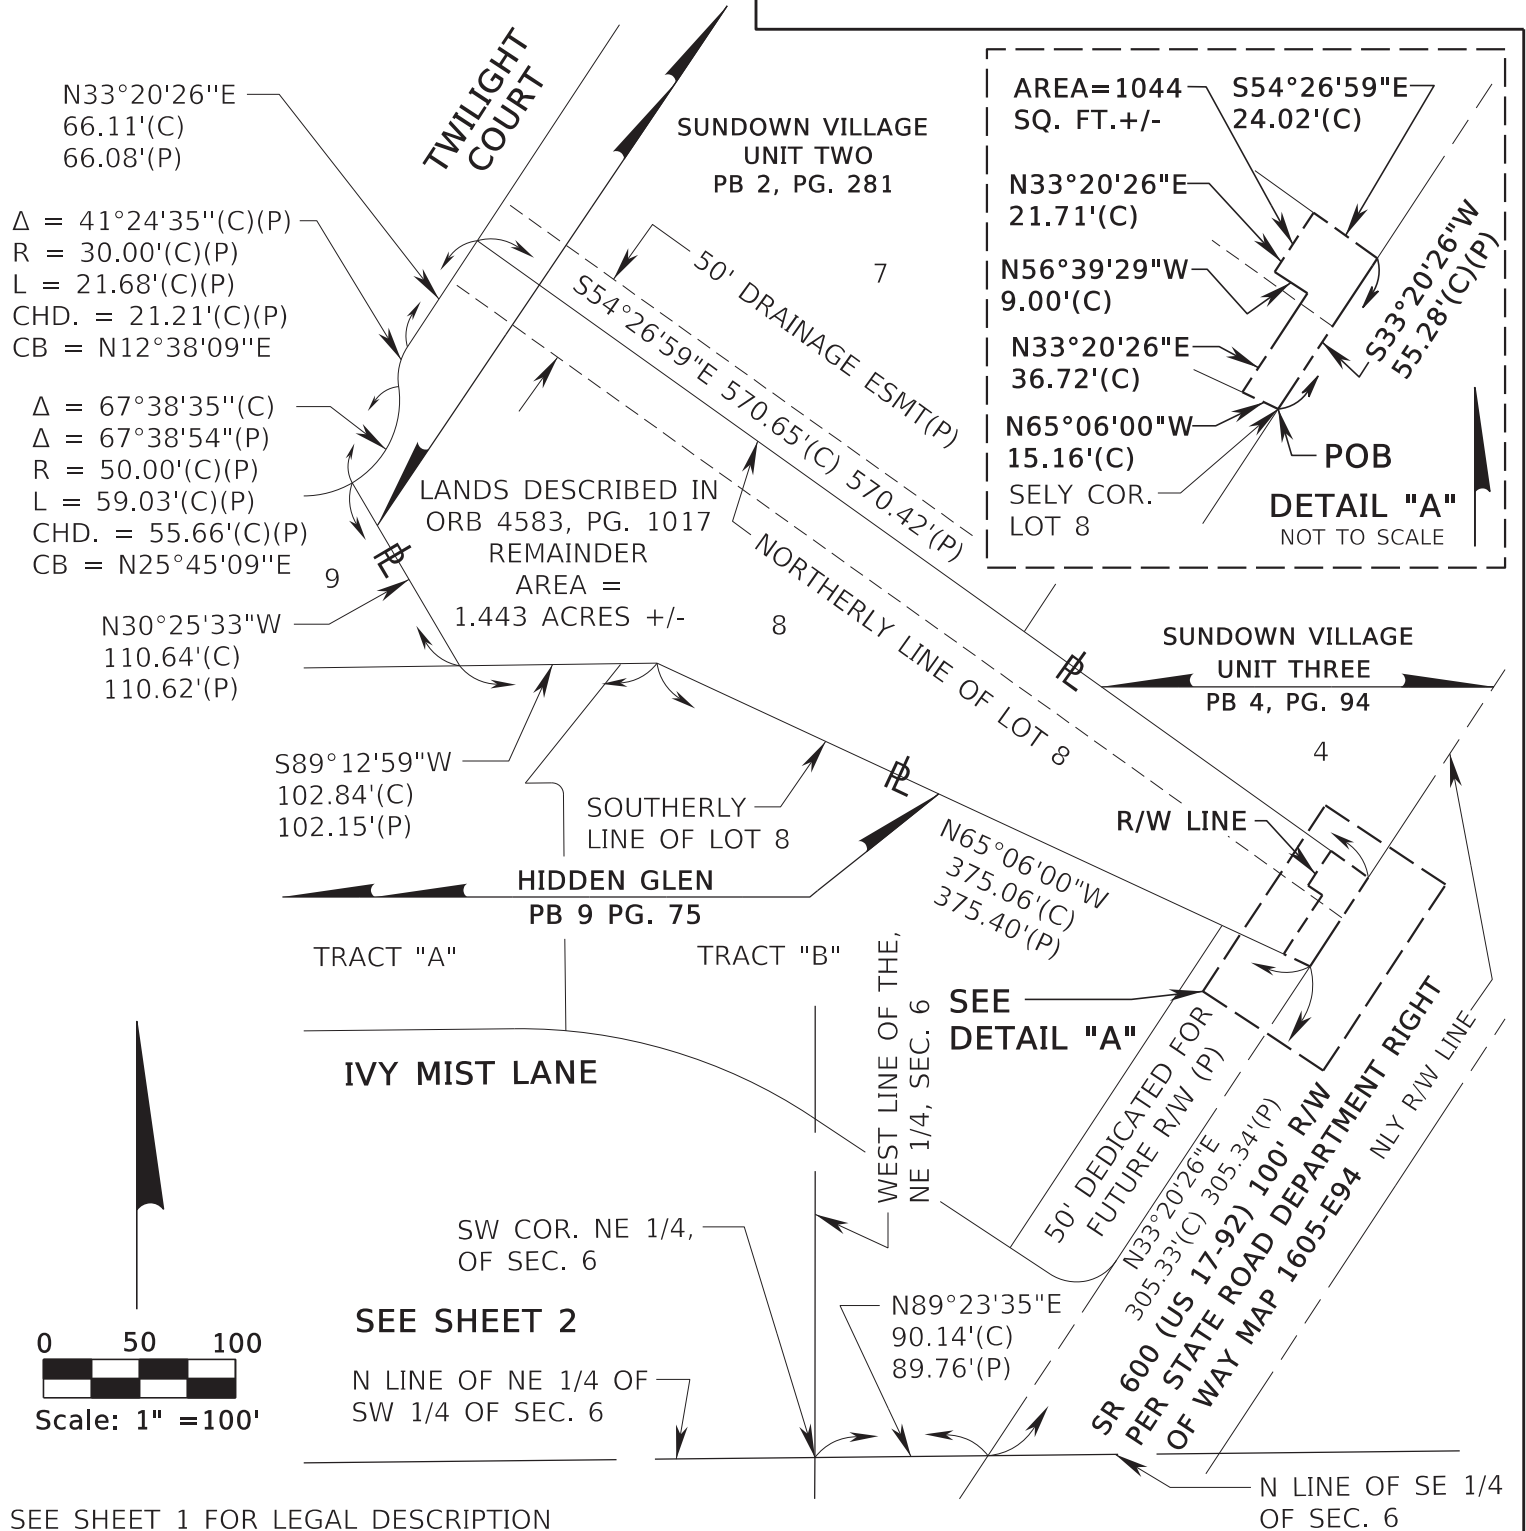 N33°20'26''E
66.11'(C)
66.08'(P)
Δ = 41°24'35''(C)(P)
R = 30.00'(C)(P)
L = 21.68'(C)(P)
CHD. = 21.21'(C)(P)
CB = N12°38'09''E
Δ = 67°38'35''(C)
Δ = 67°38'54"(P)
R = 50.00'(C)(P)
L = 59.03'(C)(P)
CHD. = 55.66'(C)(P)
CB = N25°45'09''E
9
N30°25'33"W
110.64'(C)
110.62'(P)
TWILIGHT
COURT
SUNDOWN VILLAGE
UNIT TWO
PB 2, PG. 281
7
50' DRAINAGE ESMT(P)
S54°26'59"E 570.65'(C) 570.42'(P)
LANDS DESCRIBED IN
ORB 4583, PG. 1017
REMAINDER
AREA =
1.443 ACRES +/-
8
NORTHERLY LINE OF LOT 8
PL
PL
PL
AREA=1044
SQ. FT.+/-
S54°26'59"E
24.02'(C)
N33°20'26"E
21.71'(C)
N56°39'29"W
9.00'(C)
N33°20'26"E
36.72'(C)
N65°06'00"W
15.16'(C)
SELY COR.
LOT 8
S33°20'26"W
55.28'(C)(P)
POB
DETAIL "A"
NOT TO SCALE
SUNDOWN VILLAGE
UNIT THREE
PB 4, PG. 94
4
R/W LINE
S89°12'59"W
102.84'(C)
102.15'(P)
SOUTHERLY
LINE OF LOT 8
HIDDEN GLEN
PB 9 PG. 75
N65°06'00"W
375.06'(C)
375.40'(P)
TRACT "A"
TRACT "B"
WEST LINE OF THE,
NE 1/4, SEC. 6
SEE
DETAIL "A"
IVY MIST LANE
50' DEDICATED FOR
FUTURE R/W (P)
N33°20'26"E
305.33'(C) 305.34'(P)
SR 600 (US 17-92) 100' R/W
PER STATE ROAD DEPARTMENT RIGHT
OF WAY MAP 1605-E94
NLY R/W LINE
SW COR. NE 1/4,
OF SEC. 6
SEE SHEET 2
N89°23'35"E
90.14'(C)
89.76'(P)
N LINE OF NE 1/4 OF
SW 1/4 OF SEC. 6
0 50 100
Scale: 1" =100'
N LINE OF SE 1/4
OF SEC. 6
SEE SHEET 1 FOR LEGAL DESCRIPTION